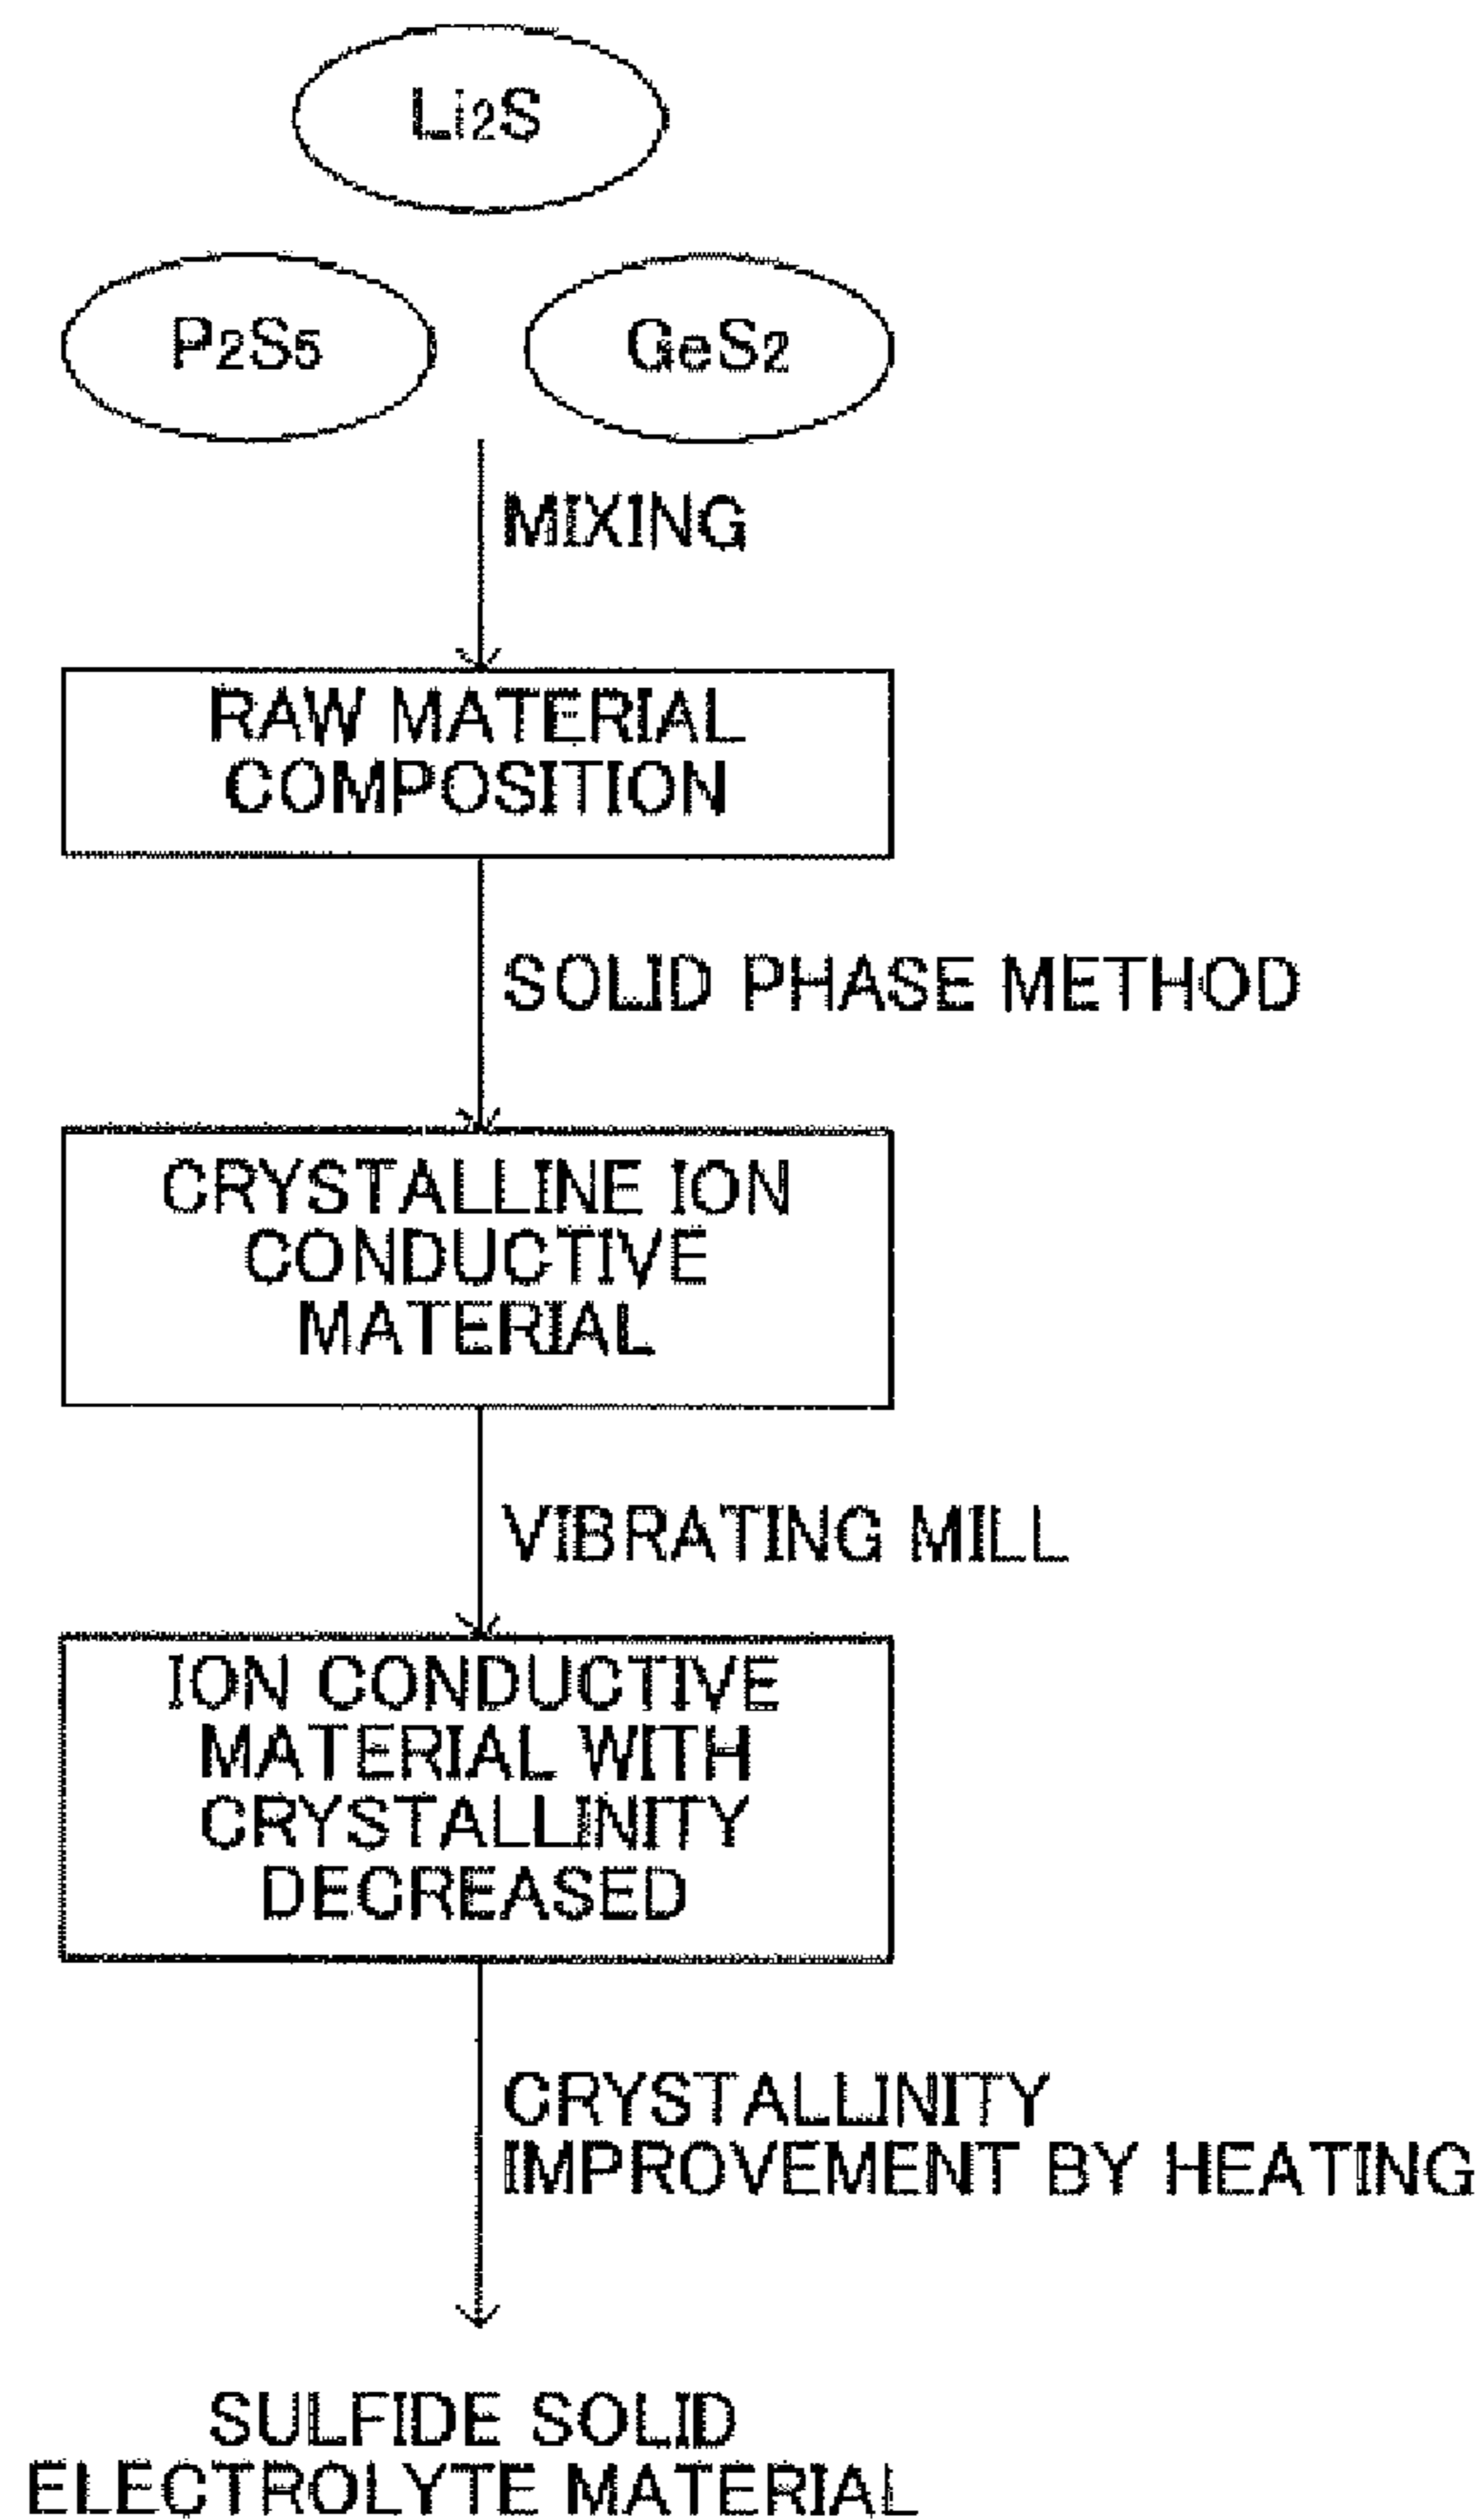 Li2S
P2S5
GeS2
MIXING
RAW MATERIAL
COMPOSITION
SOLID PHASE METHOD
CRYSTALLINE ION
CONDUCTIVE
MATERIAL
VIBRATING MILL
ION CONDUCTIVE
MATERIAL WITH
CRYSTALLINITY
DECREASED
CRYSTALLINITY
IMPROVEMENT BY HEATING
SULFIDE SOLID
ELECTROLYTE MATERIAL